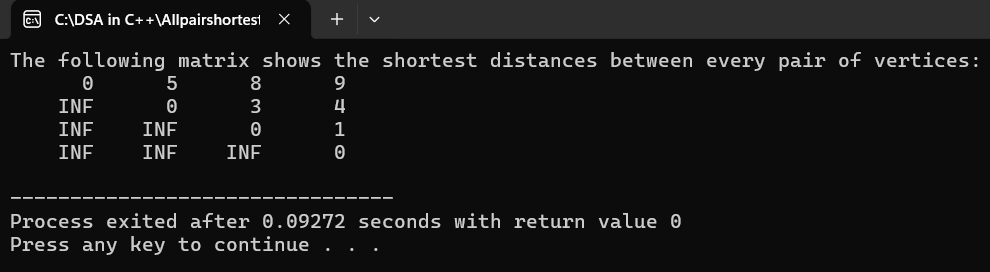 C:\DSA in C++\Allpairshortest
The following matrix shows the shortest distances between every pair of vertices:
0 5 8 9
INF 0 3 4
INF INF 0 1
INF INF INF 0
--------------------------------
Process exited after 0.09272 seconds with return value 0
Press any key to continue . . .